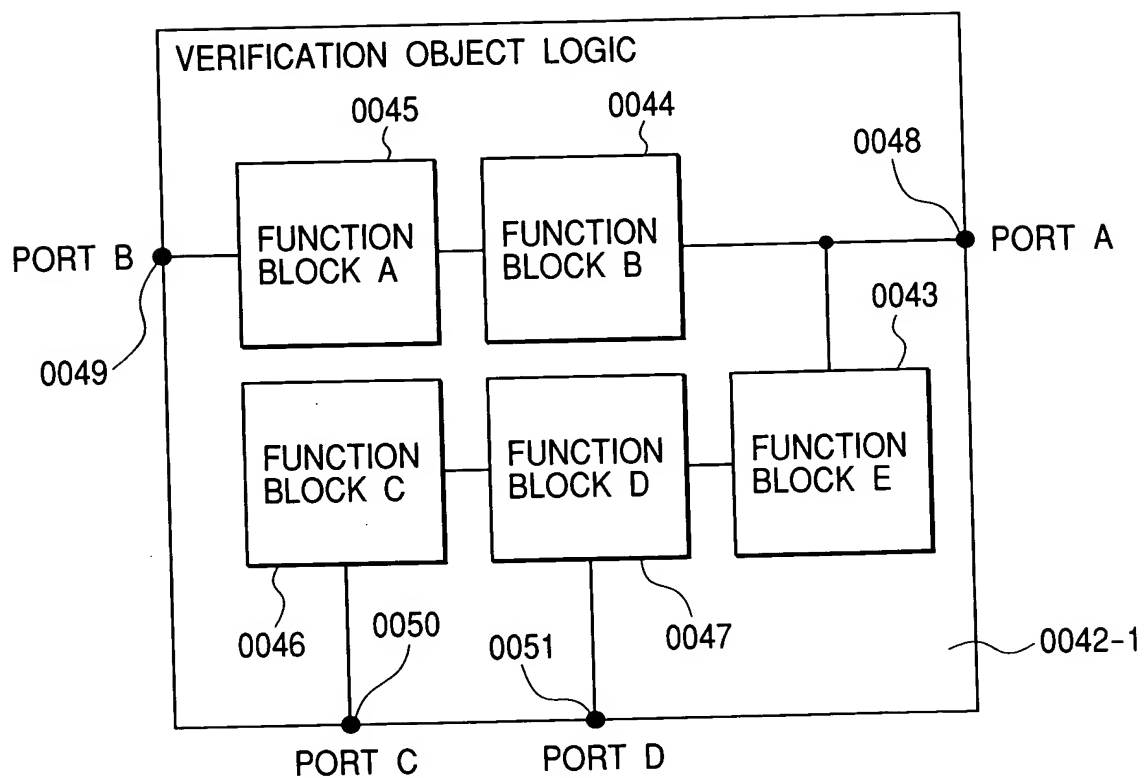 VERIFICATION OBJECT LOGIC
0045
0044
0048
FUNCTION
BLOCK A
FUNCTION
BLOCK B
PORT B
PORT A
0049
0043
FUNCTION
BLOCK C
FUNCTION
BLOCK D
FUNCTION
BLOCK E
0046
0050
0051
0047
0042-1
PORT C
PORT D